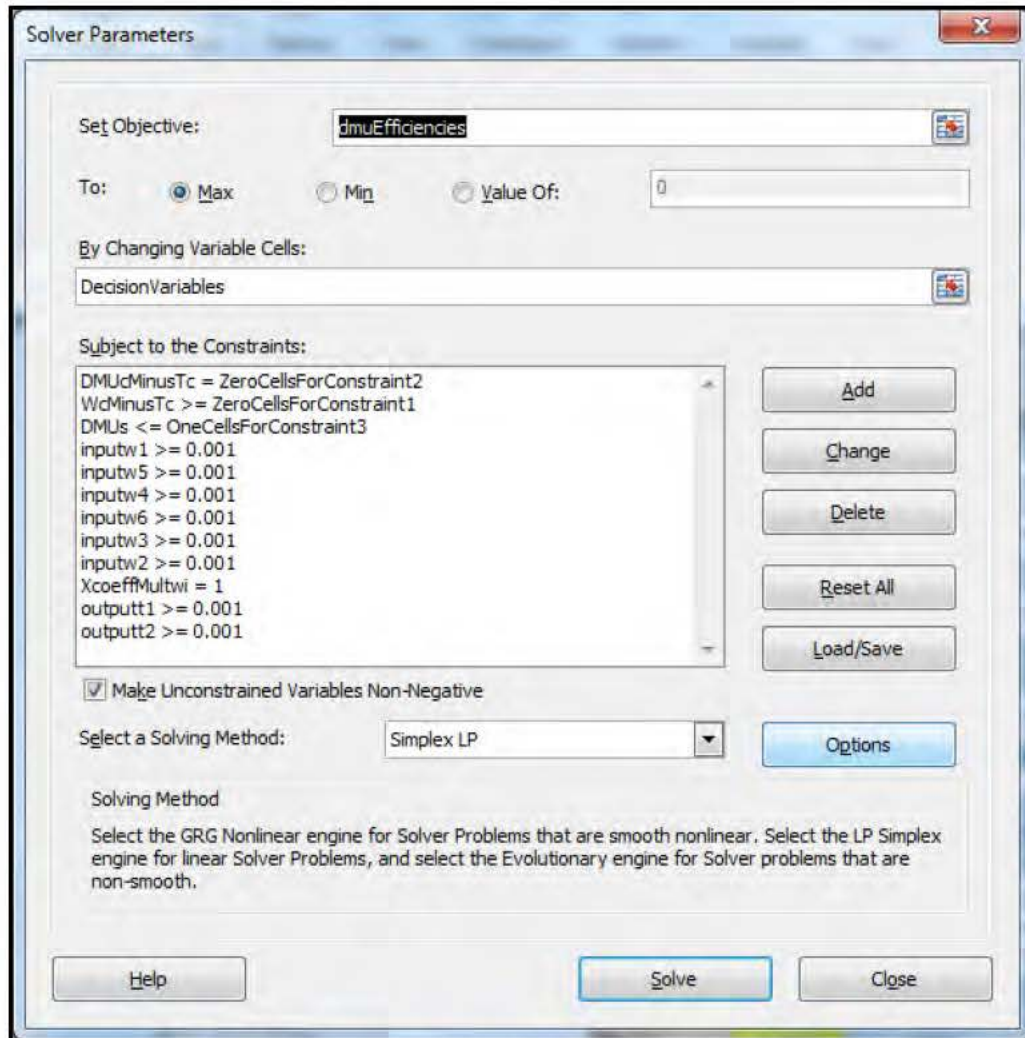 Solver Parameters
Set Objective:
dmuEfficiencies
To:
Max
Min
Value Of:
0
By Changing Variable Cells:
DecisionVariables
Subject to the Constraints:
DMUcMinusTc = ZeroCellsForConstraint2
WcMinusTc >= ZeroCellsForConstraint1
DMUs <= OneCellsForConstraint3
inputw1 >= 0.001
inputw5 >= 0.001
inputw4 >= 0.001
inputw6 >= 0.001
inputw3 >= 0.001
inputw2 >= 0.001
XcoeffMultwi = 1
outputt1 >= 0.001
outputt2 >= 0.001
Add
Change
Delete
Reset All
Load/Save
Make Unconstrained Variables Non-Negative
Select a Solving Method:
Simplex LP
Options
Solving Method
Select the GRG Nonlinear engine for Solver Problems that are smooth nonlinear. Select the LP Simplex
engine for linear Solver Problems, and select the Evolutionary engine for Solver problems that are
non-smooth.
Help
Solve
Close